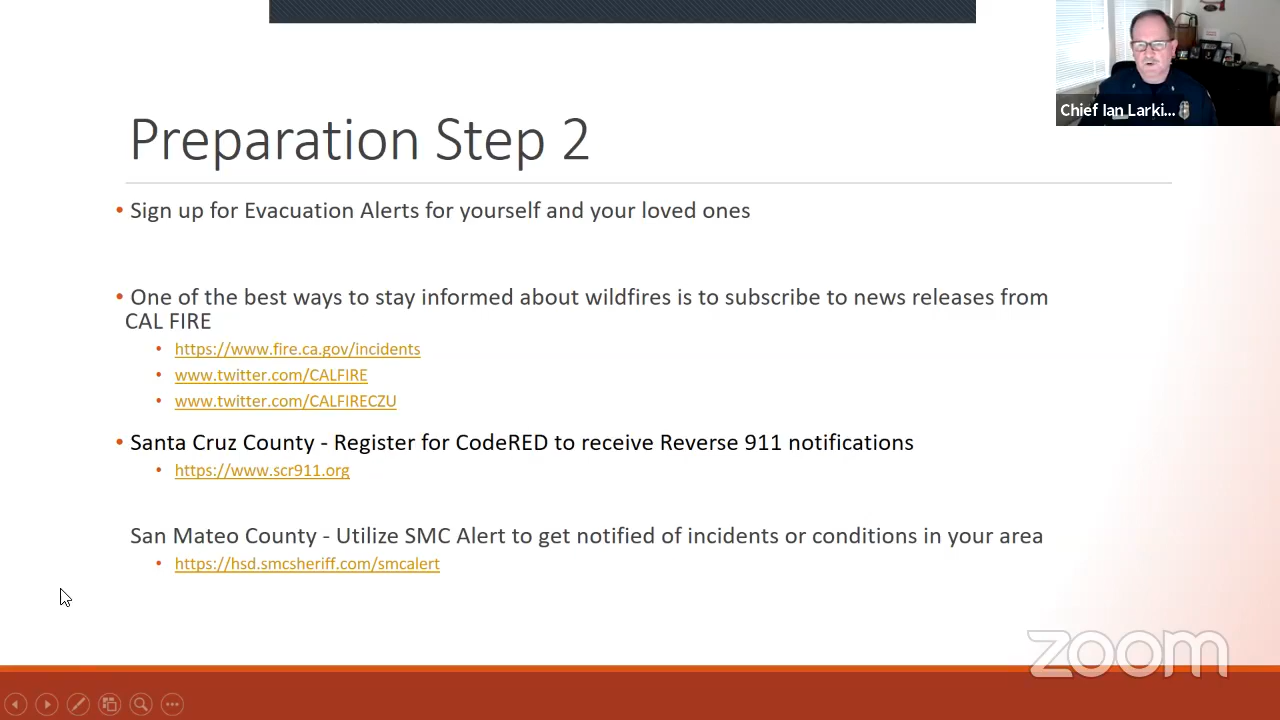 Chief Ian Larki...
Preparation Step 2
• Sign up for Evacuation Alerts for yourself and your loved ones
• One of the best ways to stay informed about wildfires is to subscribe to news releases from
CAL FIRE
• https://www.fire.ca.gov/incidents
• www.twitter.com/CALFIRE
• www.twitter.com/CALFIRECZU
• Santa Cruz County - Register for CodeRED to receive Reverse 911 notifications
• https://www.scr911.org
San Mateo County - Utilize SMC Alert to get notified of incidents or conditions in your area
• https://hsd.smcsheriff.com/smcalert
zoom